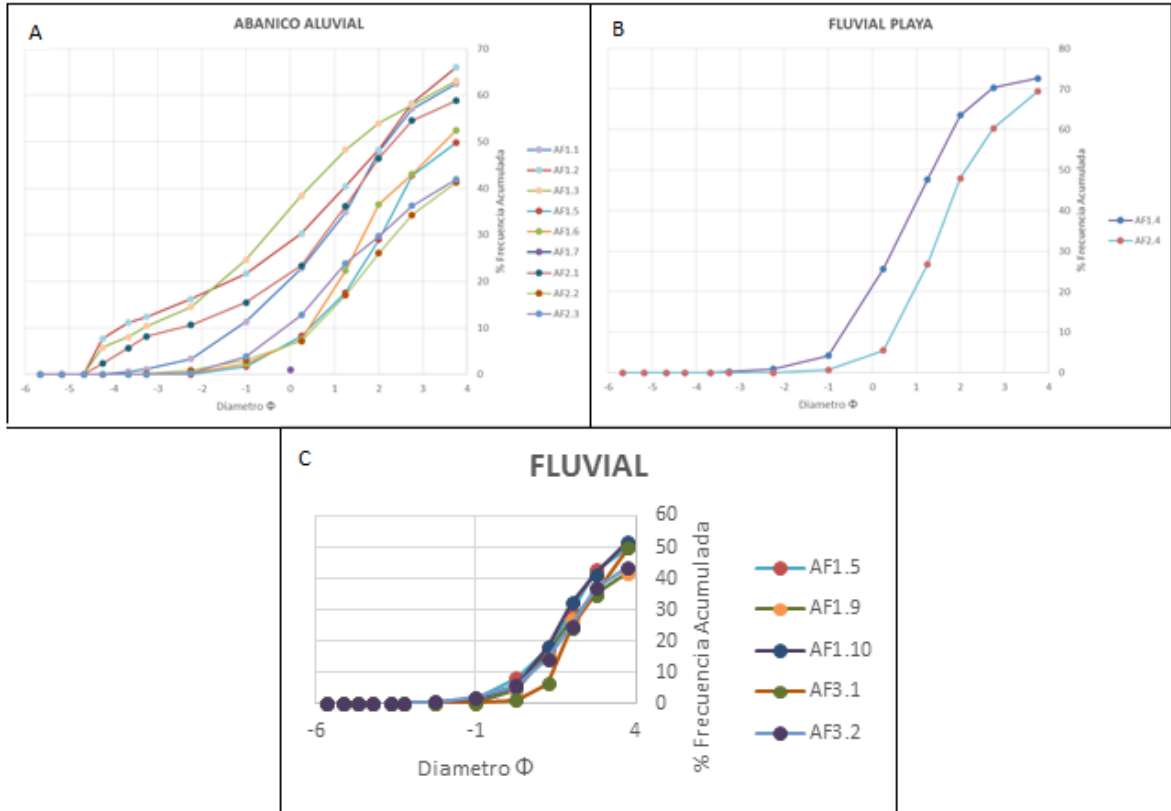 A
ABANICO ALUVIAL
70
60
50
40
30
20
10
0
% Frecuencia Acumulada
-6 -5 -4 -3 -2 -1 0 1 2 3 4
Diametro Φ
AF1.1
AF1.2
AF1.3
AF1.5
AF1.6
AF1.7
AF2.1
AF2.2
AF2.3
B
FLUVIAL PLAYA
80
70
60
50
40
30
20
10
0
% Frecuencia Acumulada
-6 -5 -4 -3 -2 -1 0 1 2 3 4
Diametro Φ
AF1.4
AF2.4
C
FLUVIAL
60
50
40
30
20
10
0
% Frecuencia Acumulada
-6 -1 4
Diametro Φ
AF1.5
AF1.9
AF1.10
AF3.1
AF3.2